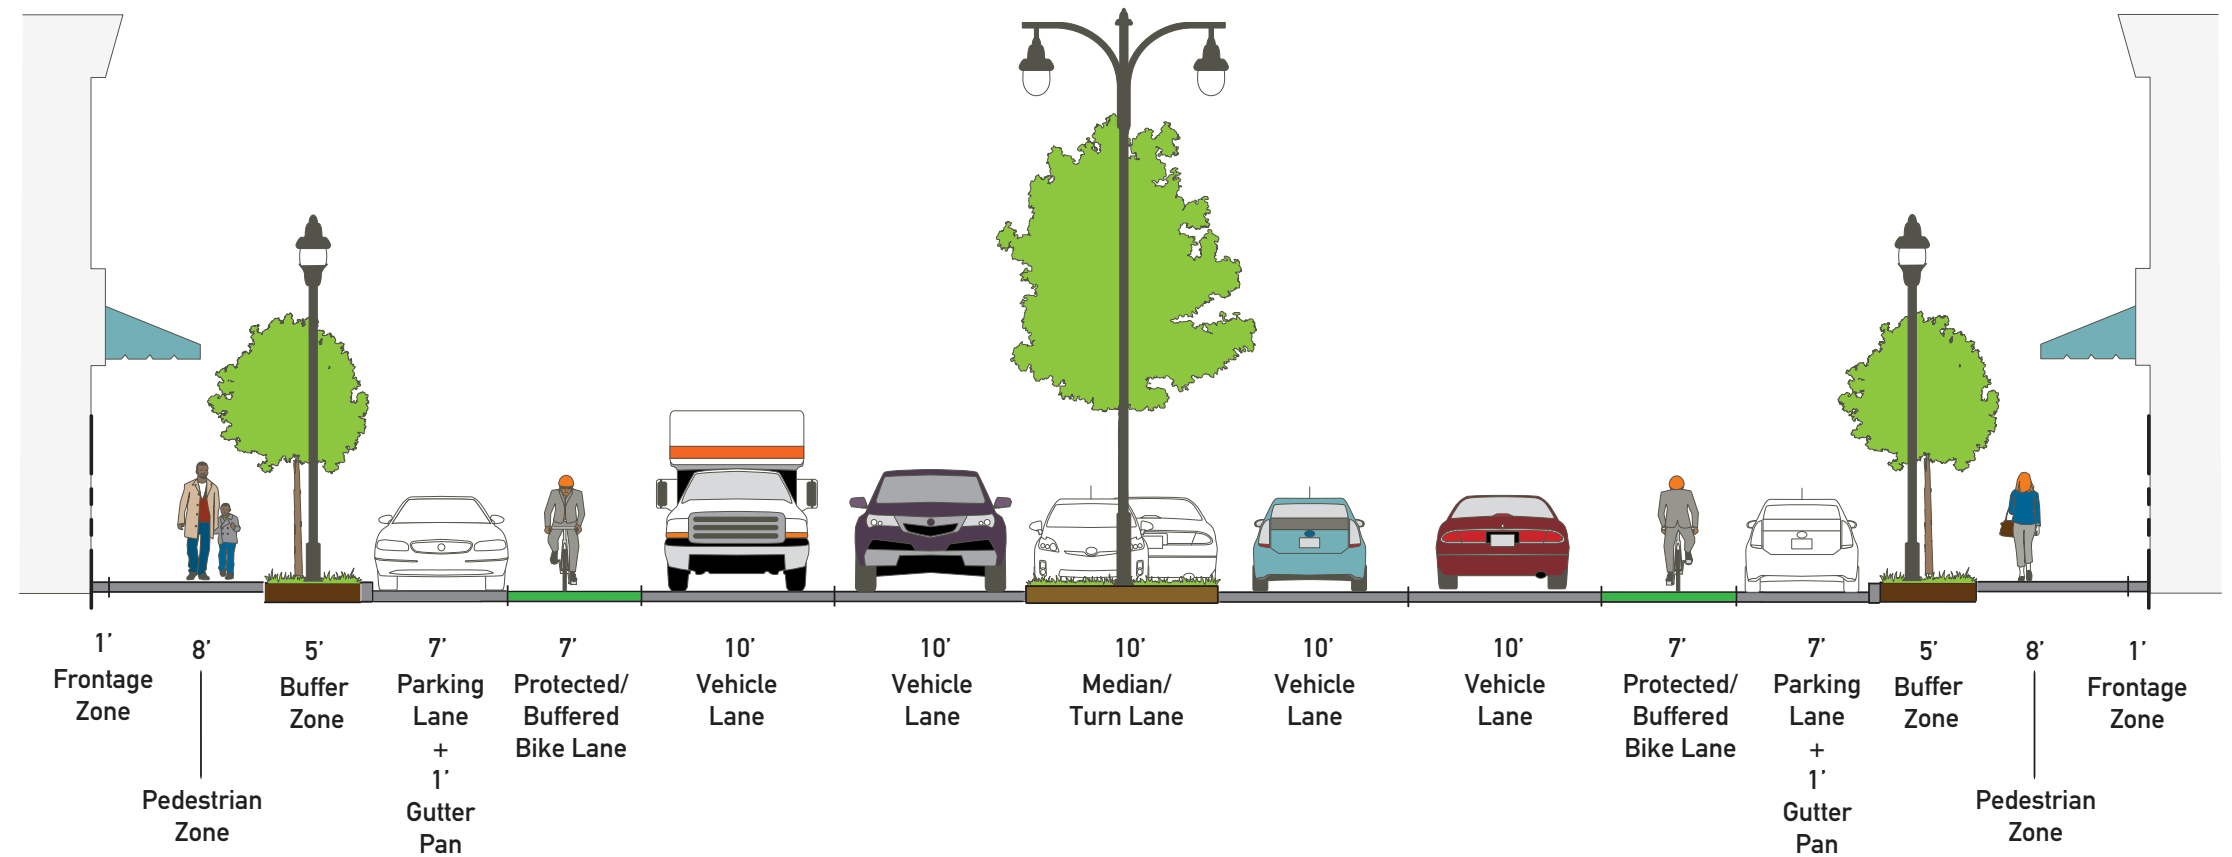 1’
Frontage
Zone
8’
Pedestrian
Zone
5’
Buffer
Zone
7’
Parking
Lane
+
1’
Gutter
Pan
7’
Protected/
Buffered
Bike Lane
10’
Vehicle
Lane
10’
Vehicle
Lane
10’
Median/
Turn Lane
10’
Vehicle
Lane
10’
Vehicle
Lane
7’
Protected/
Buffered
Bike Lane
7’
Parking
Lane
+
1’
Gutter
Pan
5’
Buffer
Zone
8’
Pedestrian
Zone
1’
Frontage
Zone